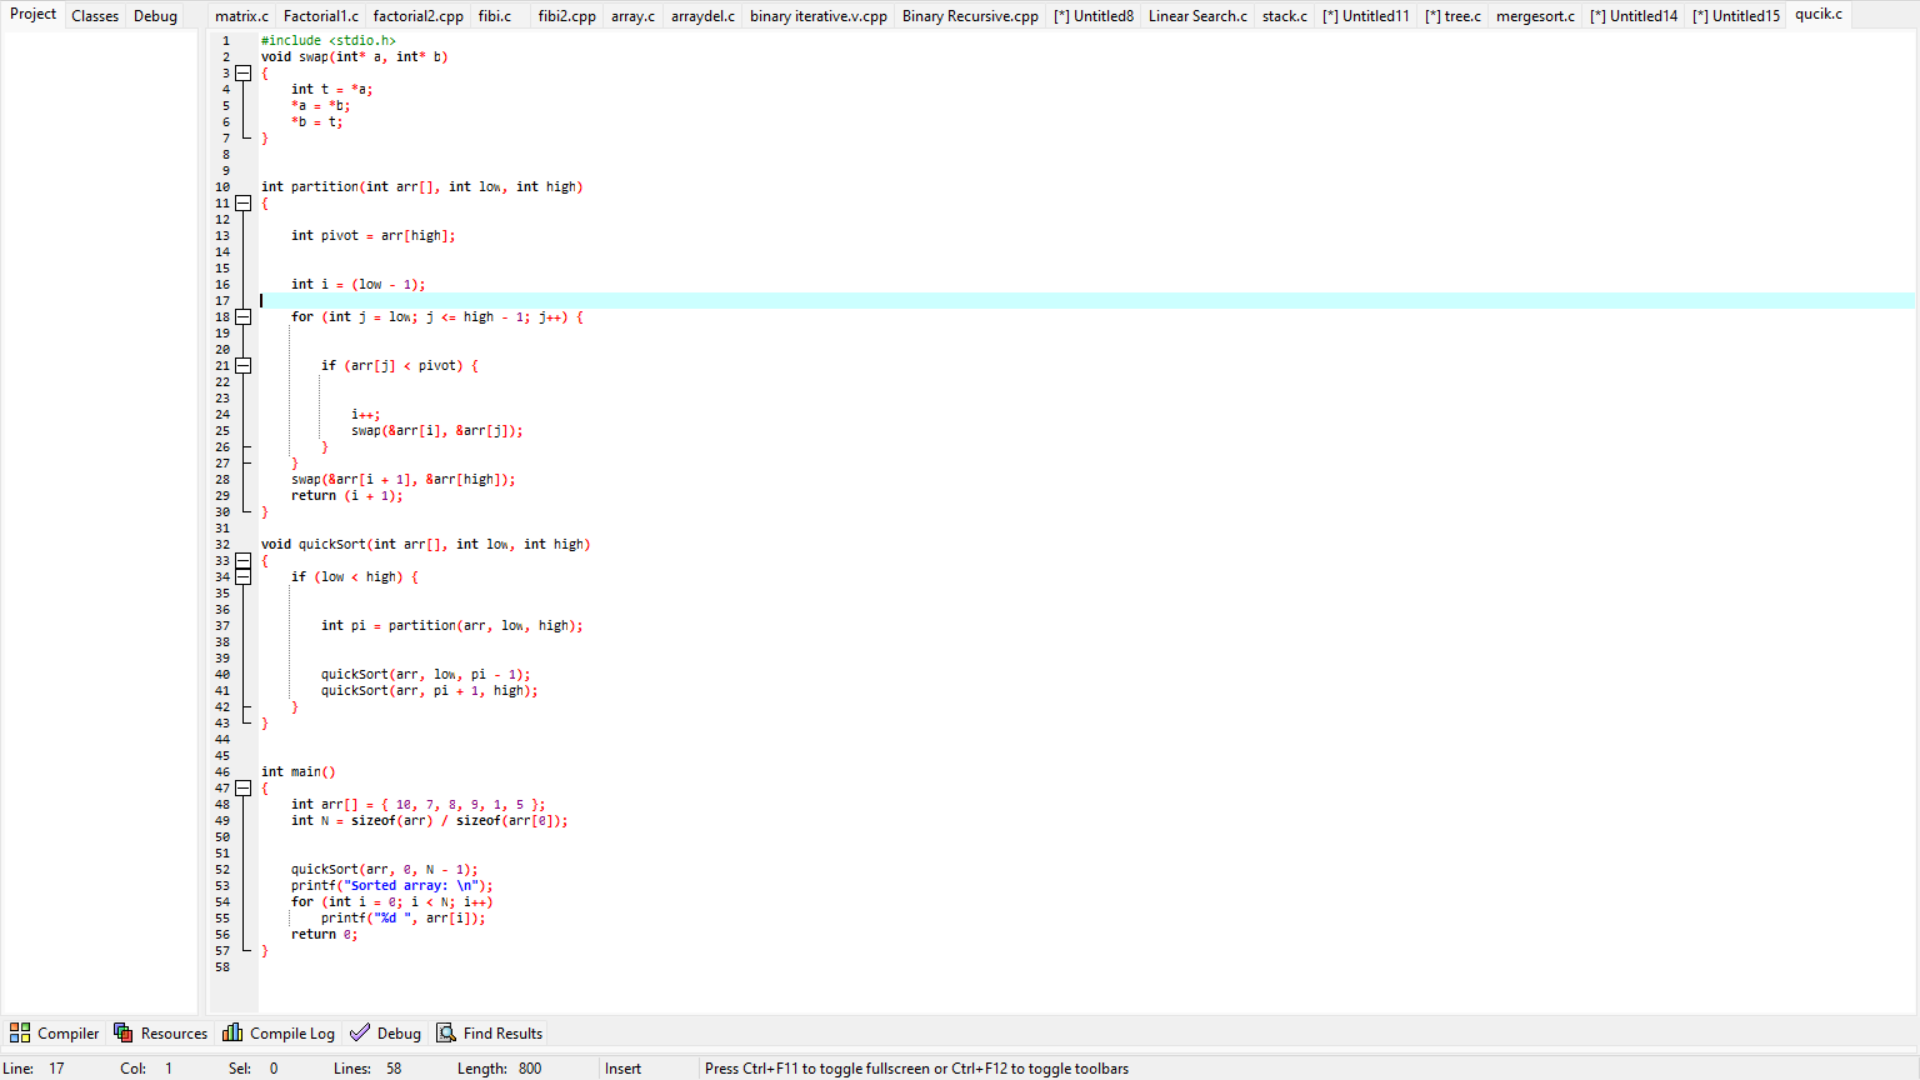 Project Classes Debug matrix.c Factorial1.c factorial2.cpp fibi.c fibi2.cpp array.c arraydel.c binary iterative.v.cpp Binary Recursive.cpp [*] Untitled8 Linear Search.c stack.c [*] Untitled11 [*] tree.c mergesort.c [*] Untitled14 [*] Untitled15 qucik.c
1 #include <stdio.h>
2 void swap(int* a, int* b)
3 {
4 int t = *a;
5 *a = *b;
6 *b = t;
7 }
8
9
10 int partition(int arr[], int low, int high)
11 {
12
13 int pivot = arr[high];
14
15
16 int i = (low - 1);
17
18 for (int j = low; j <= high - 1; j++) {
19
20
21 if (arr[j] < pivot) {
22
23
24 i++;
25 swap(&arr[i], &arr[j]);
26 }
27 }
28 swap(&arr[i + 1], &arr[high]);
29 return (i + 1);
30 }
31
32 void quickSort(int arr[], int low, int high)
33 {
34 if (low < high) {
35
36
37 int pi = partition(arr, low, high);
38
39
40 quickSort(arr, low, pi - 1);
41 quickSort(arr, pi + 1, high);
42 }
43 }
44
45
46 int main()
47 {
48 int arr[] = { 10, 7, 8, 9, 1, 5 };
49 int N = sizeof(arr) / sizeof(arr[0]);
50
51
52 quickSort(arr, 0, N - 1);
53 printf("Sorted array: \n");
54 for (int i = 0; i < N; i++)
55 printf("%d ", arr[i]);
56 return 0;
57 }
58
Compiler Resources Compile Log Debug Find Results
Line: 17 Col: 1 Sel: 0 Lines: 58 Length: 800 Insert Press Ctrl+F11 to toggle fullscreen or Ctrl+F12 to toggle toolbars